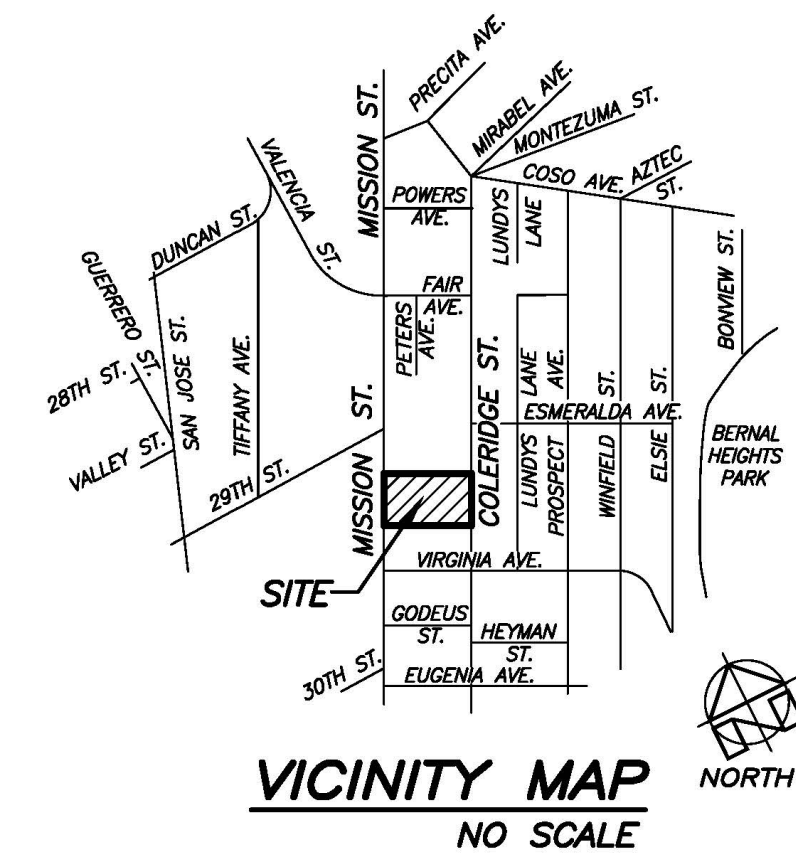 PRECITA AVE.
MIRABEL AVE.
MONTEZUMA ST.
MISSION ST.
VALENCIA ST.
COSO AVE.
AZTEC
ST.
POWERS
AVE.
LUNDYS
LANE
DUNCAN ST.
GUERRERO ST.
BONVIEW ST.
FAIR
AVE.
PETERS
AVE.
SAN JOSE ST.
TIFFANY AVE.
28TH ST.
MISSION ST.
COLERIDGE ST.
LUNDYS LANE
PROSPECT AVE.
WINFIELD ST.
ELSIE ST.
ESMERALDA AVE.
VALLEY ST.
29TH ST.
BERNAL
HEIGHTS
PARK
VIRGINIA AVE.
SITE
GODEUS
ST.
HEYMAN
ST.
30TH ST.
EUGENIA AVE.
NORTH
VICINITY MAP
NO SCALE